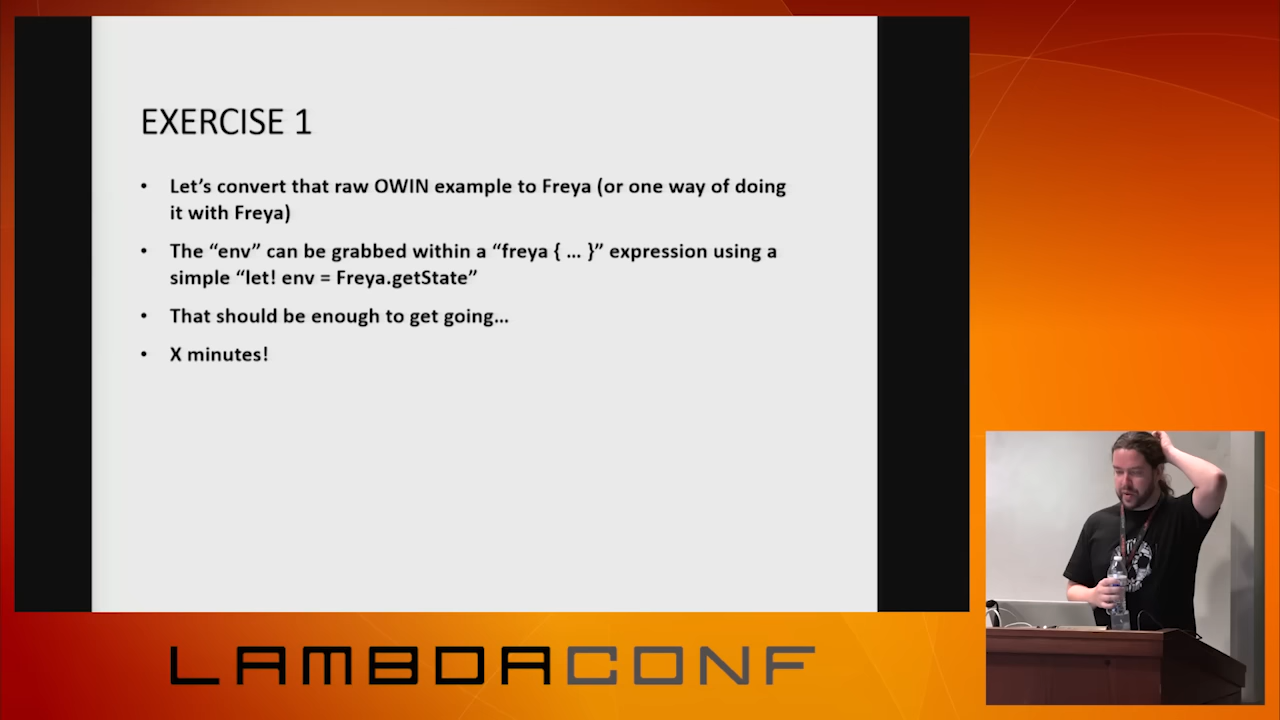 EXERCISE 1
• Let’s convert that raw OWIN example to Freya (or one way of doing
it with Freya)
• The “env” can be grabbed within a “freya { … }” expression using a
simple “let! env = Freya.getState”
• That should be enough to get going…
• X minutes!
LAMBDACONF